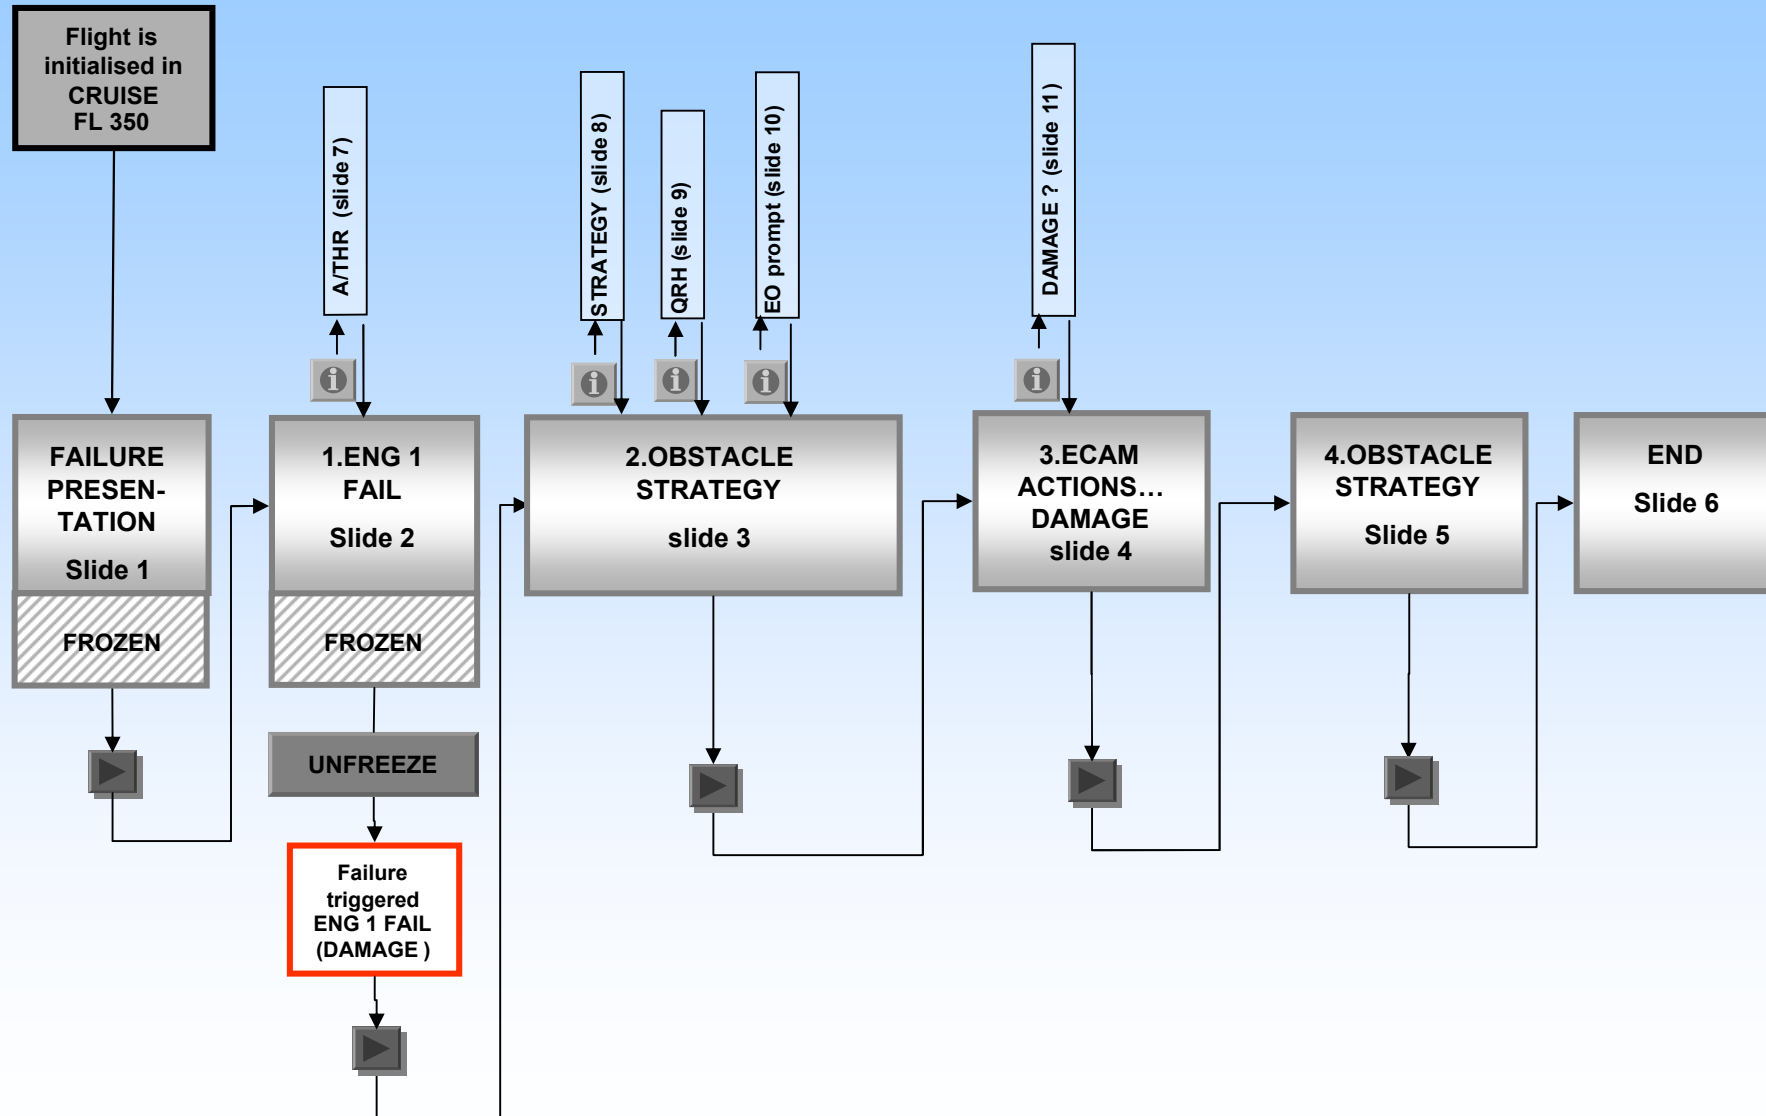 Flight is
initialised in
CRUISE
FL 350
A/THR (slide 7)
STRATEGY (slide 8)
QRH (slide 9)
EO prompt (slide 10)
DAMAGE ? (slide 11)
FAILURE
PRESEN-
TATION
Slide 1
FROZEN
1.ENG 1
FAIL
Slide 2
FROZEN
UNFREEZE
Failure
triggered
ENG 1 FAIL
(DAMAGE )
2.OBSTACLE
STRATEGY
slide 3
3.ECAM
ACTIONS...
DAMAGE
slide 4
4.OBSTACLE
STRATEGY
Slide 5
END
Slide 6